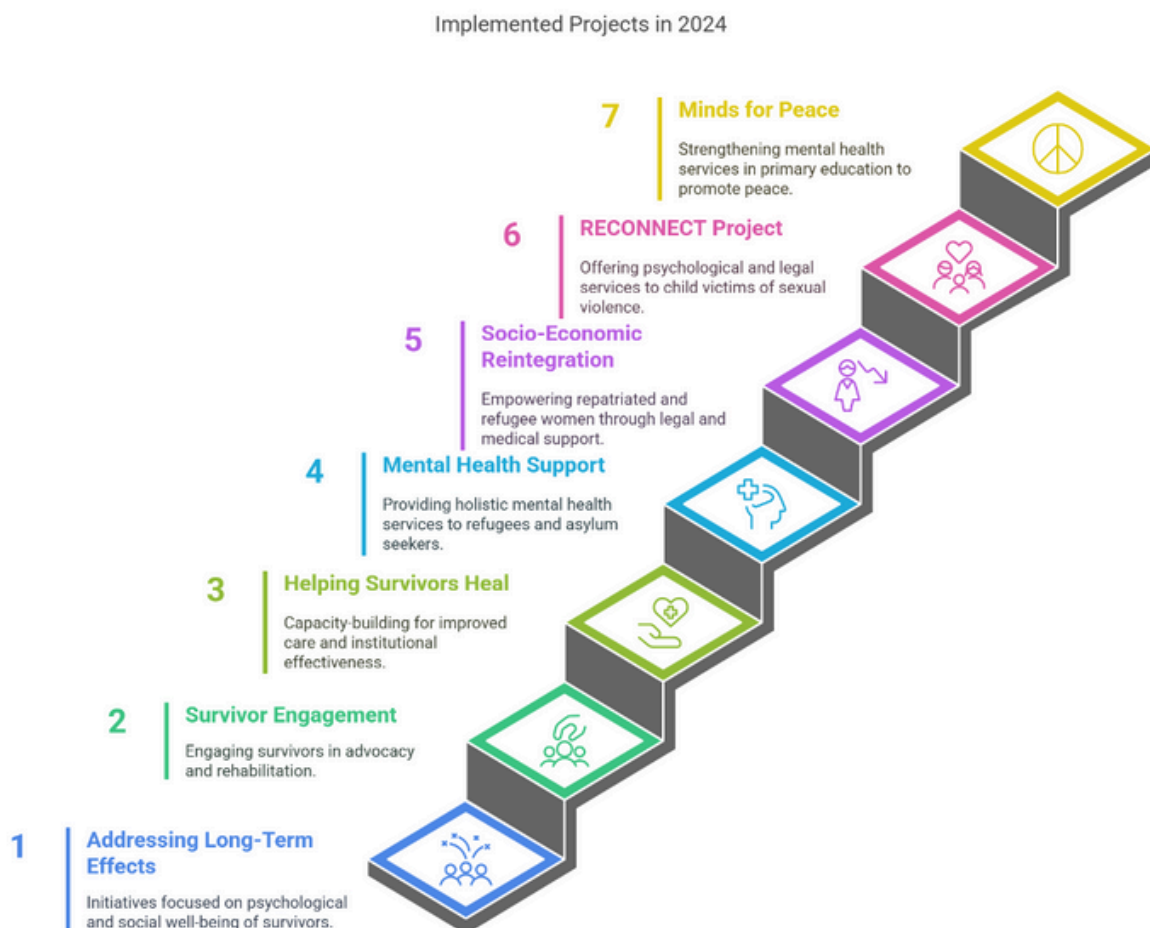 Implemented Projects in 2024
7
Minds for Peace
Strengthening mental health
services in primary education to
promote peace.
6
RECONNECT Project
Offering psychological and legal
services to child victims of sexual
violence.
5
Socio-Economic
Reintegration
Empowering repatriated and
refugee women through legal and
medical support.
4
Mental Health Support
Providing holistic mental health
services to refugees and asylum
seekers.
3
Helping Survivors Heal
Capacity-building for improved
care and institutional
effectiveness.
2
Survivor Engagement
Engaging survivors in advocacy
and rehabilitation.
1
Addressing Long-Term
Effects
Initiatives focused on psychological
and social well-being of survivors.